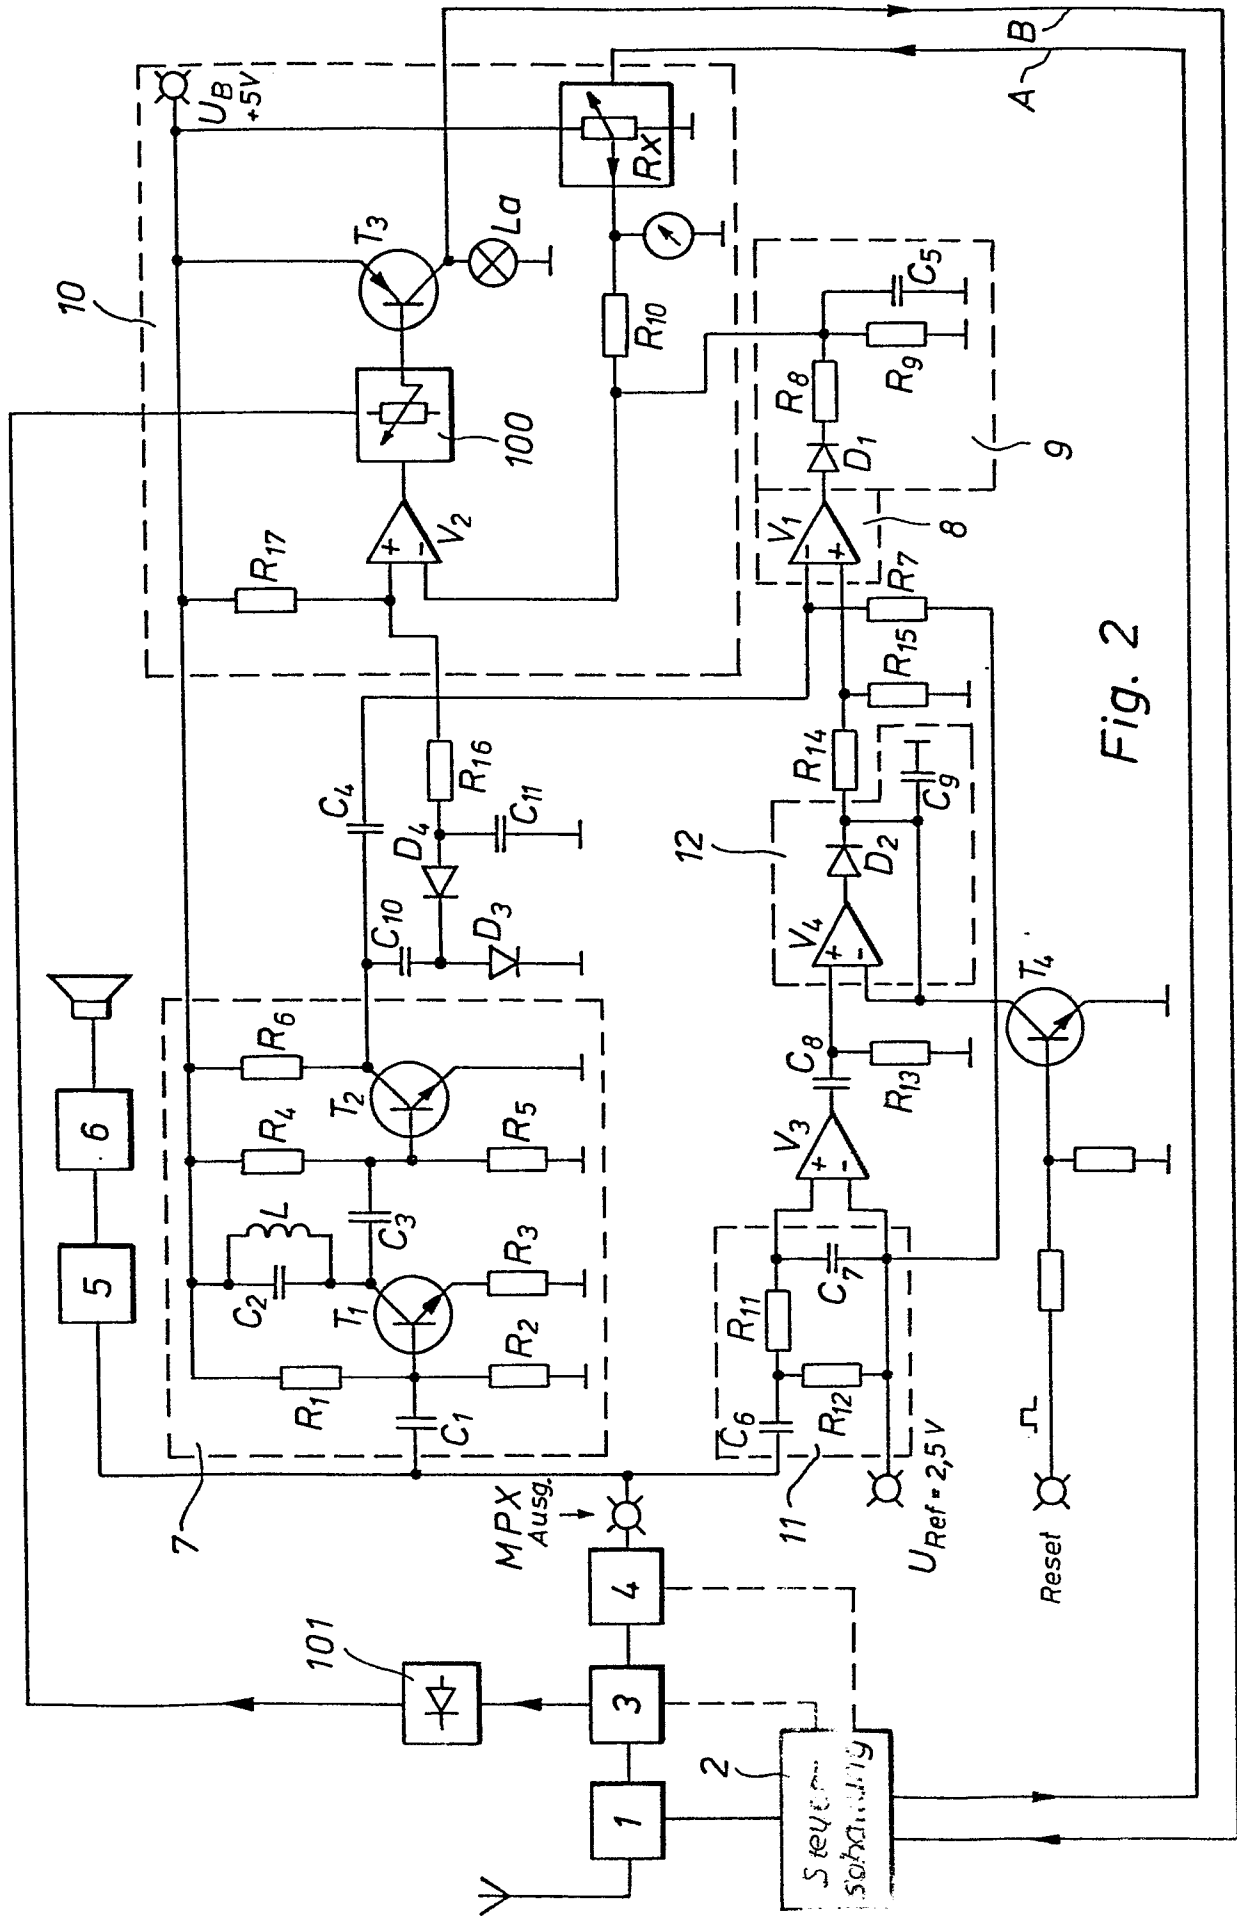 5
6
7
R1
C1
R2
C2
L
T1
R3
C3
R4
R5
T2
R6
C10
D3
D4
C11
C4
R16
10
R17
V2
+
-
100
T3
La
UB
+5V
Rx
R10
A
B
101
1
3
4
2
MPX
Ausg.
11
C6
R12
R11
C7
URef = 2,5V
V3
+
-
C8
R13
12
V4
+
-
D2
C9
R14
R15
R7
V1
-
+
8
D1
R8
R9
C5
9
T4
Reset
Fig. 2